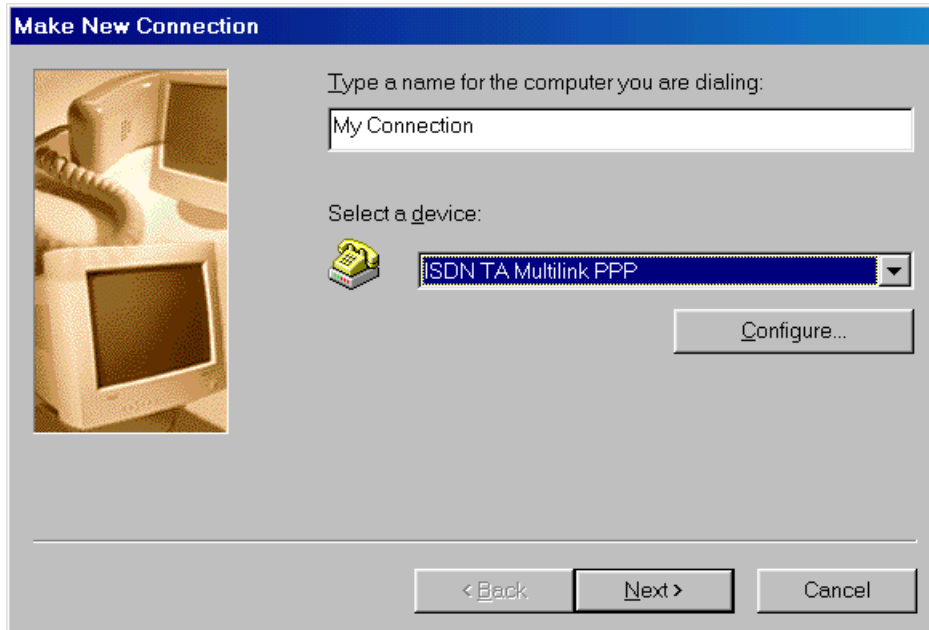 Make New Connection
Type a name for the computer you are dialing:
My Connection
Select a device:
ISDN TA Multilink PPP
Configure...
< Back
Next >
Cancel